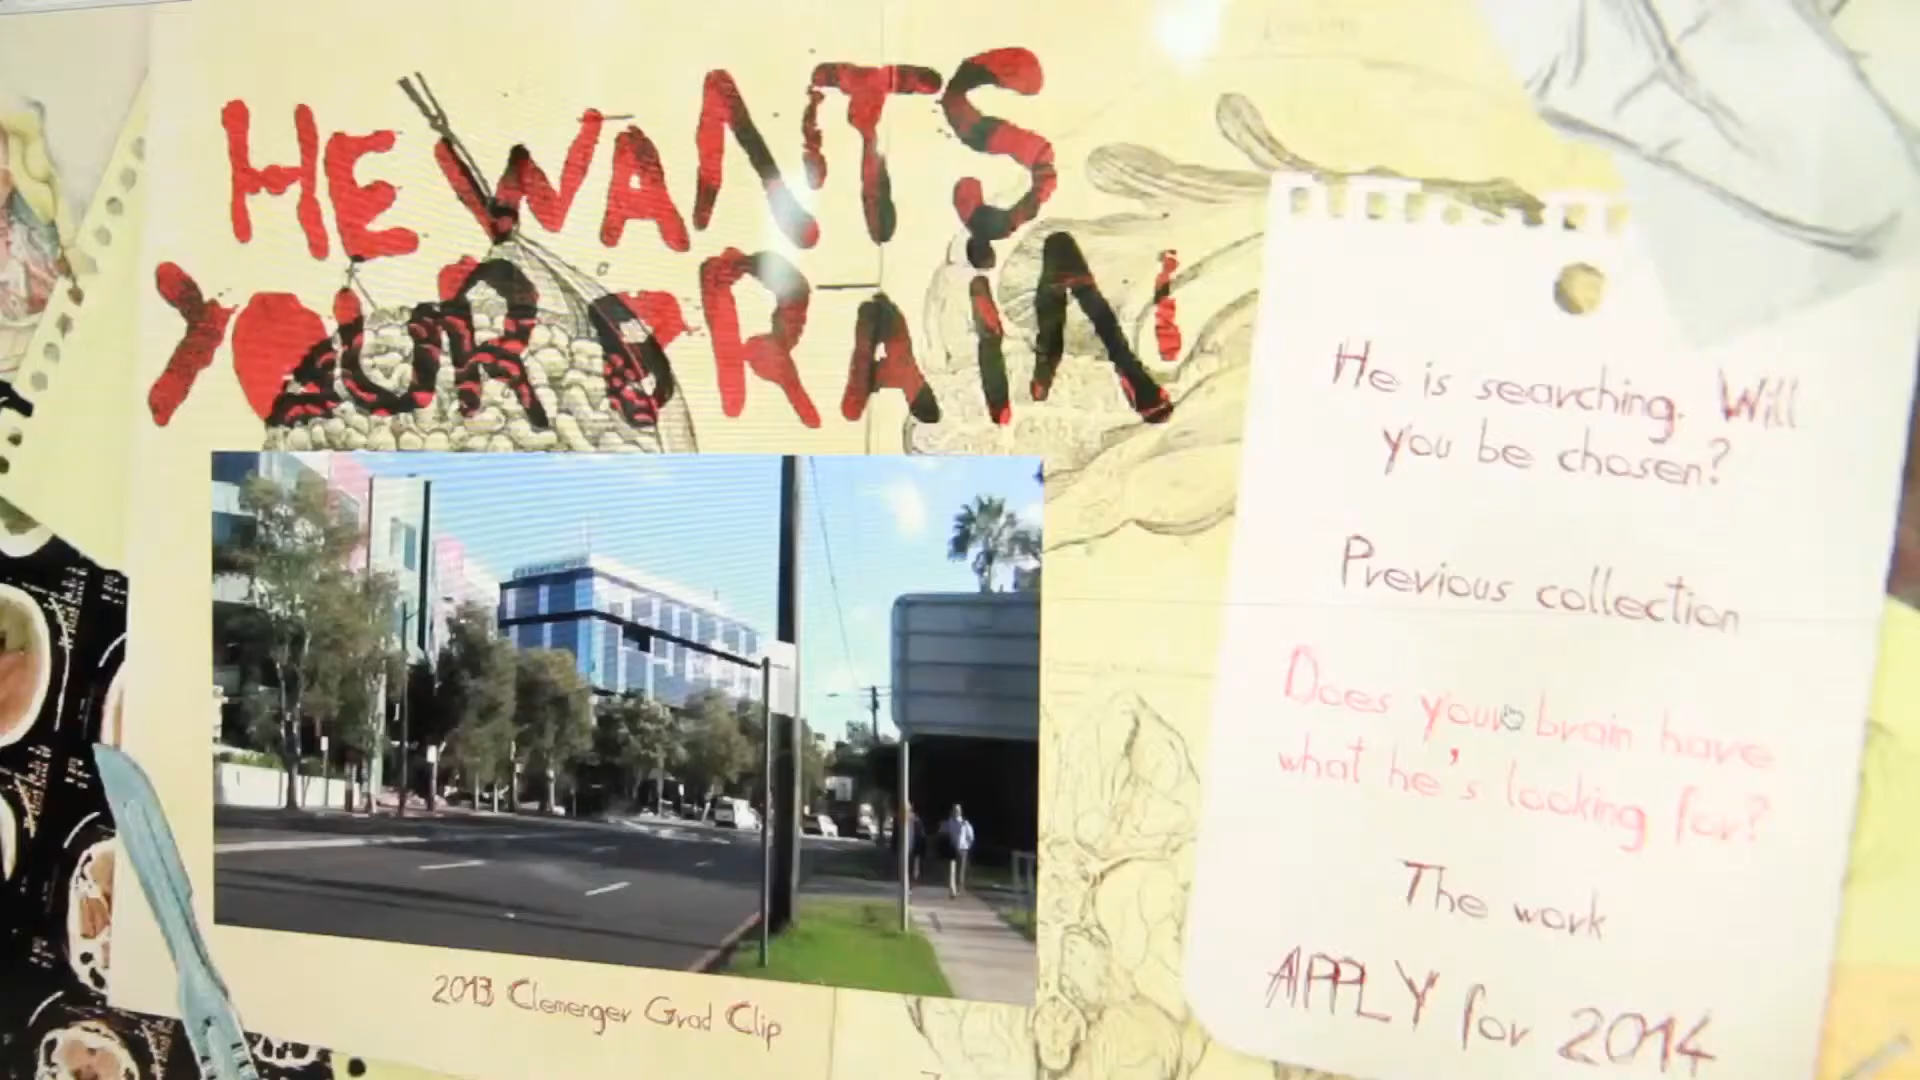 HE WANTS
YOUR BRAIN
He is searching. Will
you be chosen?
Previous collection
Does your brain have
what he's looking for?
The work
APPLY for 2014
2013 Clemenger Grad Clip